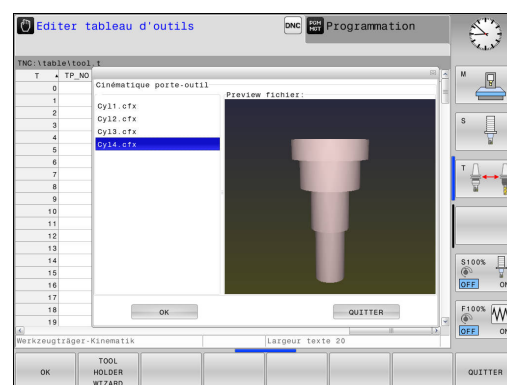 Editer tableau d'outils
DNC
PGM
MGT
Programmation
TNC:\table\tool.t
T TP_NO
0
1
2
3
4
5
6
7
8
9
10
11
12
13
14
15
16
17
18
19
Cinématique porte-outil
Cyl1.cfx
Cyl2.cfx
Cyl3.cfx
Cyl4.cfx
Preview fichier:
OK
QUITTER
Werkzeugträger-Kinematik
Largeur texte 20
M
S
T
S100%
OFF ON
F100%
OFF ON
OK
TOOL
HOLDER
WIZARD
QUITTER